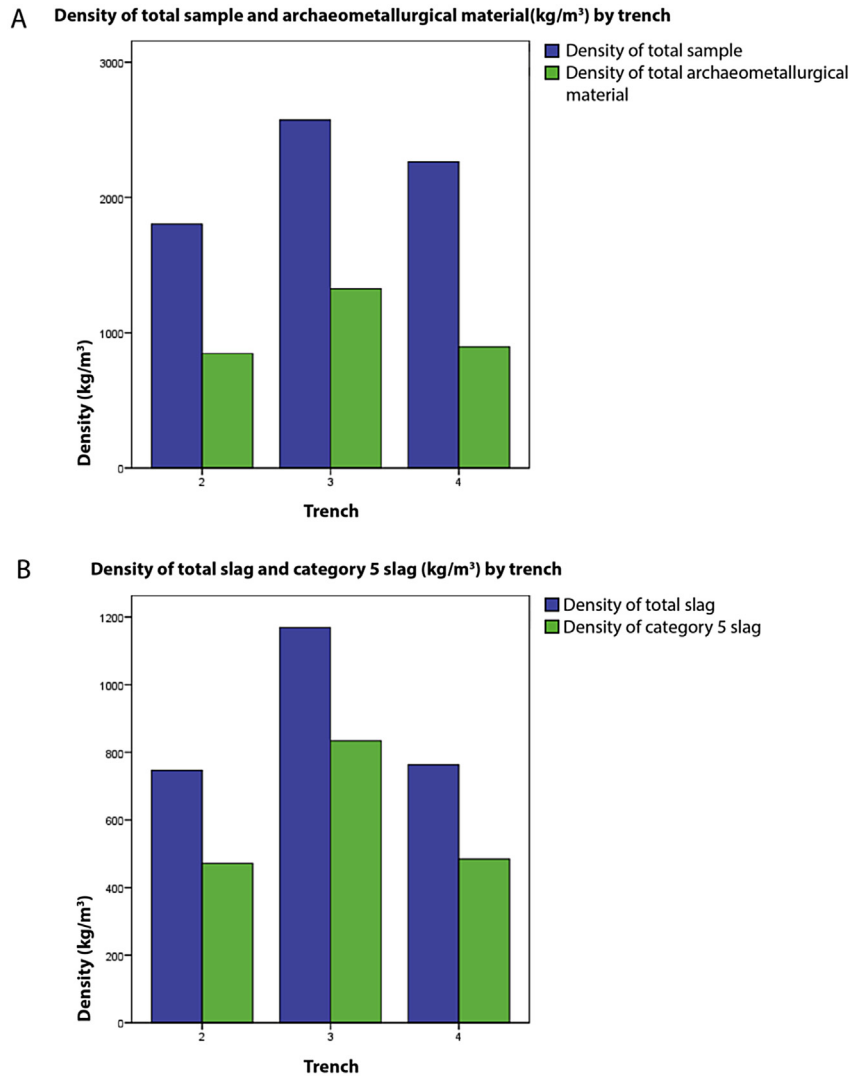 A
Density of total sample and archaeometallurgical material(kg/m³) by trench
Density of total sample
Density of total archaeometallurgical
material
3000
2000
1000
0
Density (kg/m³)
2
3
4
Trench
B
Density of total slag and category 5 slag (kg/m³) by trench
Density of total slag
Density of category 5 slag
1200
1000
800
600
400
200
0
Density (kg/m³)
2
3
4
Trench